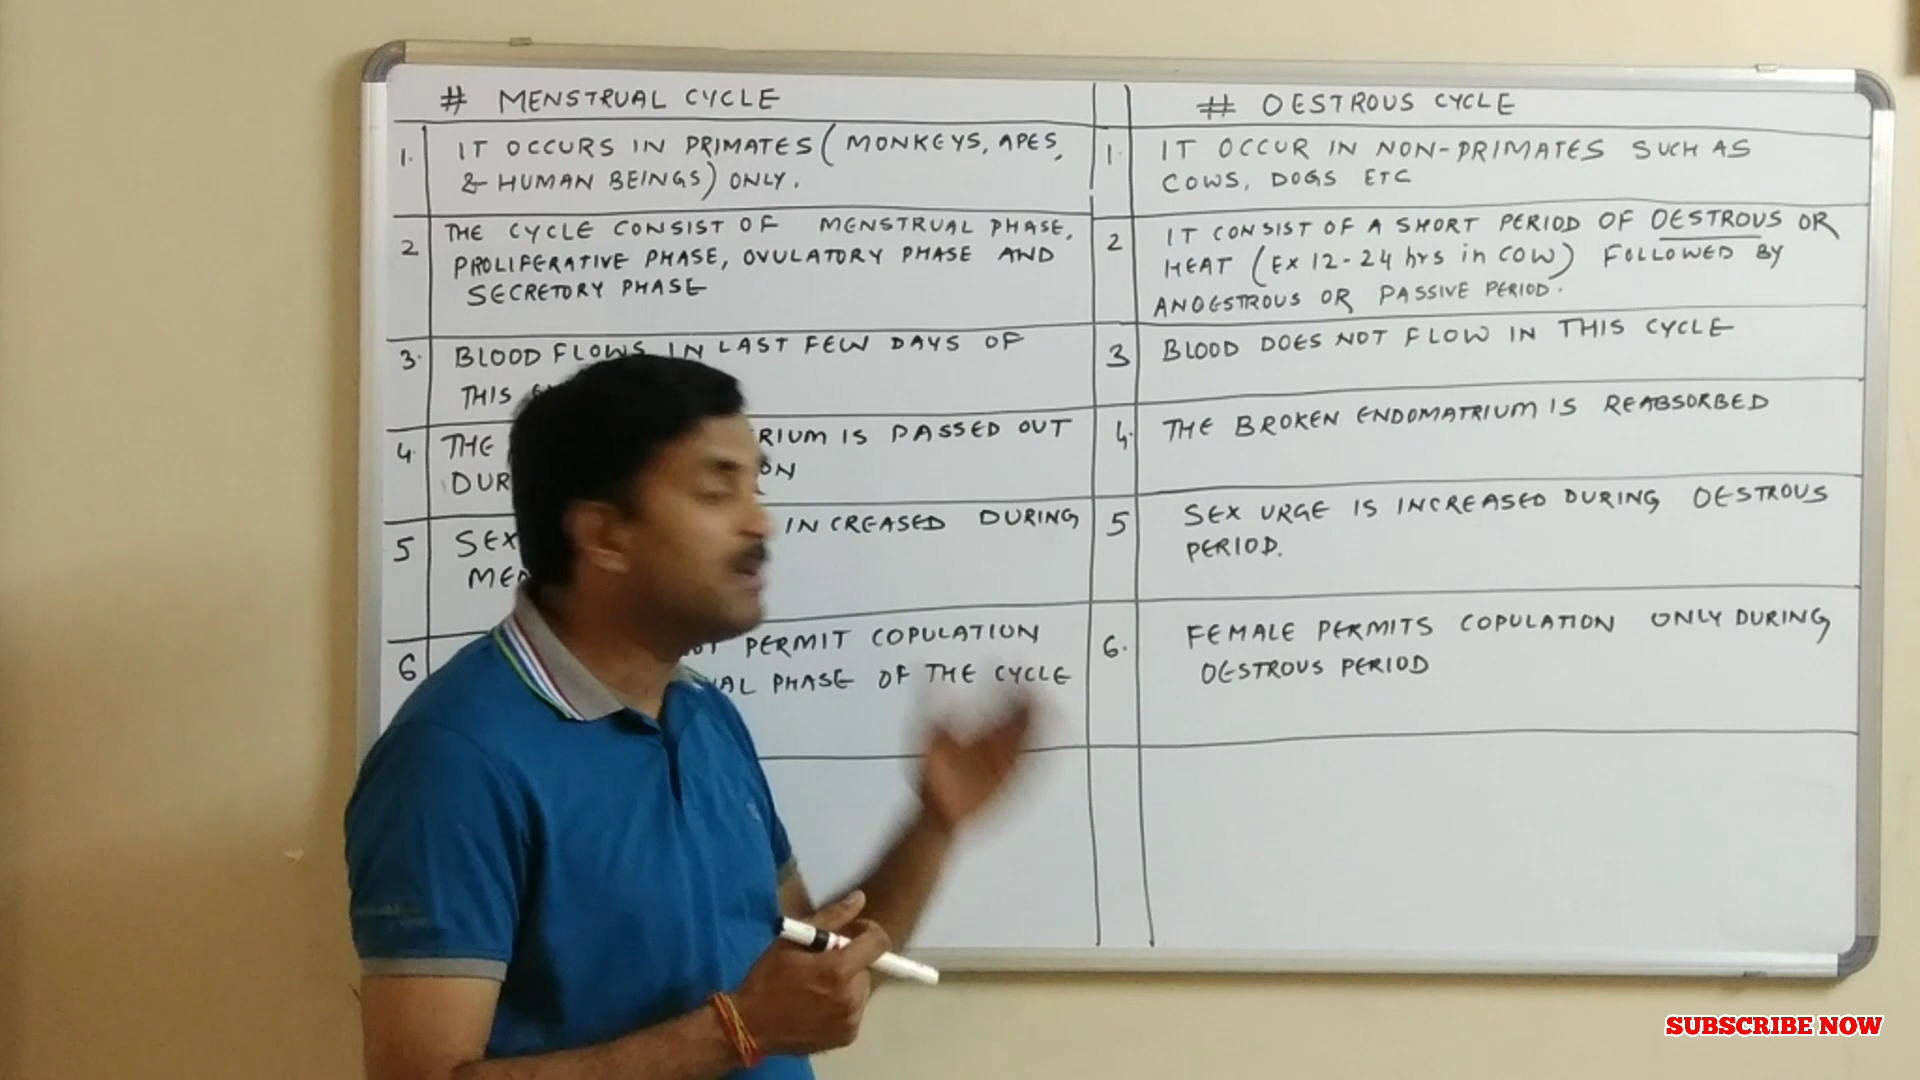 # MENSTRUAL CYCLE
1. IT OCCURS IN PRIMATES (MONKEYS, APES,
& HUMAN BEINGS) ONLY.
2 THE CYCLE CONSIST OF MENSTRUAL PHASE,
PROLIFERATIVE PHASE, OVULATORY PHASE AND
SECRETORY PHASE
3. BLOOD FLOWS IN LAST FEW DAYS OF
THIS
4. THE RIUM IS PASSED OUT
DUR ON
5 SEX INCREASED DURING
ME
6 PERMIT COPULATION
AL PHASE OF THE CYCLE
# OESTROUS CYCLE
1. IT OCCUR IN NON-PRIMATES SUCH AS
COWS, DOGS ETC
2 IT CONSIST OF A SHORT PERIOD OF OESTROUS OR
HEAT (EX 12-24 hrs in COW) FOLLOWED BY
ANOESTROUS OR PASSIVE PERIOD.
3 BLOOD DOES NOT FLOW IN THIS CYCLE
4. THE BROKEN ENDOMATRIUM IS REABSORBED
5 SEX URGE IS INCREASED DURING OESTROUS
PERIOD.
6. FEMALE PERMITS COPULATION ONLY DURING
OESTROUS PERIOD
SUBSCRIBE NOW